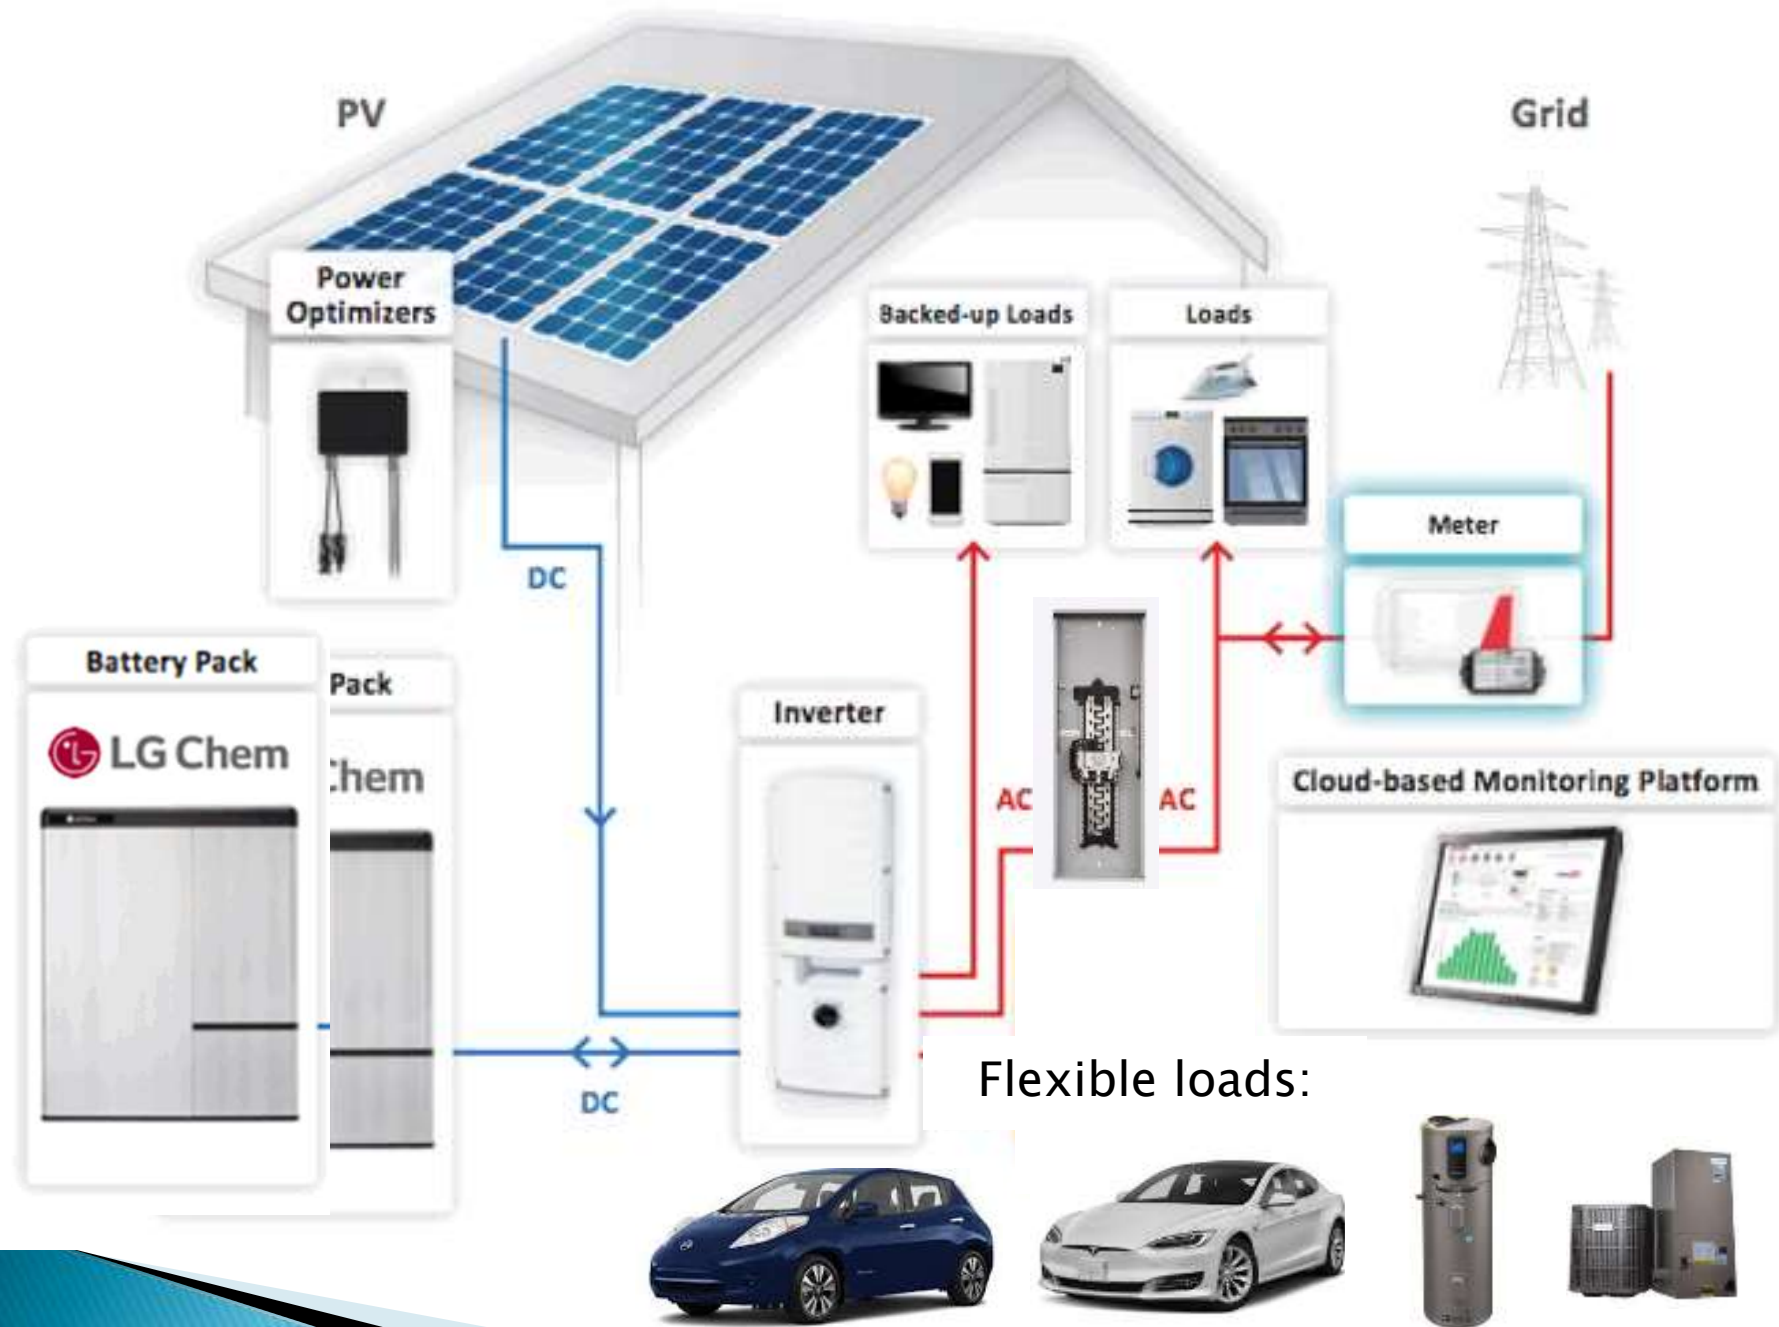 PV
Grid
Power
Optimizers
Backed-up Loads
Loads
Meter
DC
Battery Pack
Pack
LG Chem
Chem
Inverter
AC
AC
Cloud-based Monitoring Platform
DC
Flexible loads: